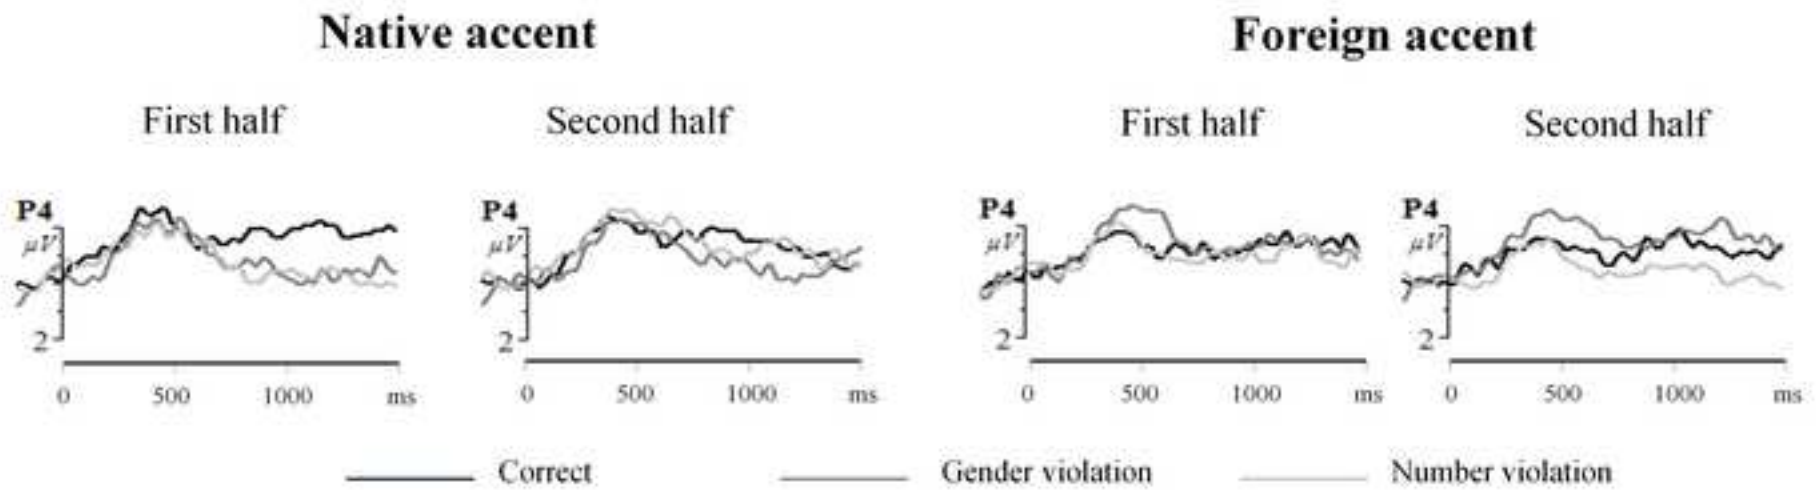 Native accent
Foreign accent
First half
Second half
First half
Second half
P4
P4
P4
P4
µV
µV
µV
µV
2
2
2
2
0 500 1000 ms
0 500 1000 ms
0 500 1000 ms
0 500 1000 ms
Correct
Gender violation
Number violation